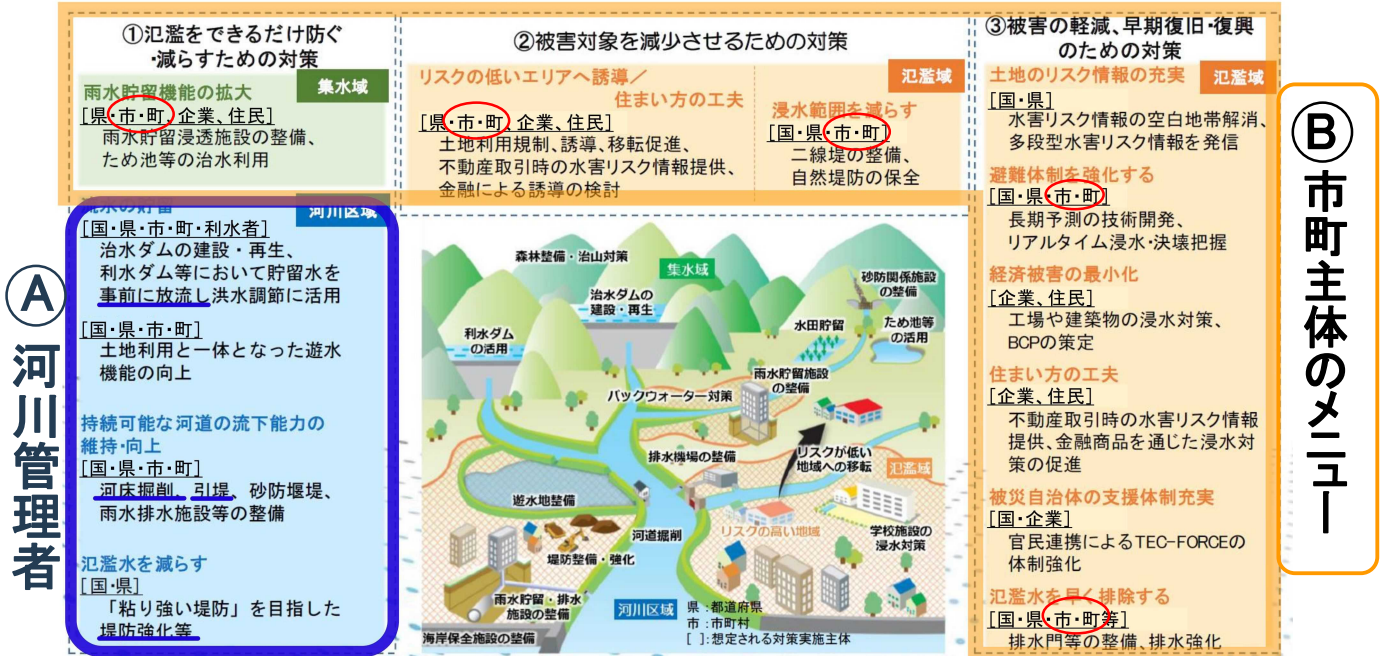 ①氾濫をできるだけ防ぐ
・減らすための対策
集水域
雨水貯留機能の拡大
[県・市・町、企業、住民]
雨水貯留浸透施設の整備、
ため池等の治水利用
流水の貯留
河川区域
[国・県・市・町・利水者]
治水ダムの建設・再生、
利水ダム等において貯留水を
事前に放流し洪水調節に活用
[国・県・市・町]
土地利用と一体となった遊水
機能の向上
持続可能な河道の流下能力の
維持・向上
[国・県・市・町]
河床掘削、引堤、砂防堰堤、
雨水排水施設等の整備
氾濫水を減らす
[国・県]
「粘り強い堤防」を目指した
堤防強化等
Ⓐ河川管理者
②被害対象を減少させるための対策
リスクの低いエリアへ誘導／
住まい方の工夫
[県・市・町、企業、住民]
土地利用規制、誘導、移転促進、
不動産取引時の水害リスク情報提供、
金融による誘導の検討
氾濫域
浸水範囲を減らす
[国・県・市・町]
二線堤の整備、
自然堤防の保全
森林整備・治山対策
集水域
砂防関係施設
の整備
治水ダムの
建設・再生
利水ダム
の活用
水田貯留
ため池等
の活用
雨水貯留施設
の整備
バックウォーター対策
排水機場の整備
リスクが低い
地域への移転
氾濫域
遊水地整備
河道掘削
リスクの高い地域
学校施設の
浸水対策
堤防整備・強化
雨水貯留・排水
施設の整備
河川区域
海岸保全施設の整備
県：都道府県
市：市町村
[ ]:想定される対策実施主体
③被害の軽減、早期復旧・復興
のための対策
土地のリスク情報の充実
氾濫域
[国・県]
水害リスク情報の空白地帯解消、
多段型水害リスク情報を発信
避難体制を強化する
[国・県・市・町]
長期予測の技術開発、
リアルタイム浸水・決壊把握
経済被害の最小化
[企業、住民]
工場や建築物の浸水対策、
BCPの策定
住まい方の工夫
[企業、住民]
不動産取引時の水害リスク情報
提供、金融商品を通じた浸水対
策の促進
被災自治体の支援体制充実
[国・企業]
官民連携によるTEC-FORCEの
体制強化
氾濫水を早く排除する
[国・県・市・町等]
排水門等の整備、排水強化
Ⓑ市町主体のメニュー